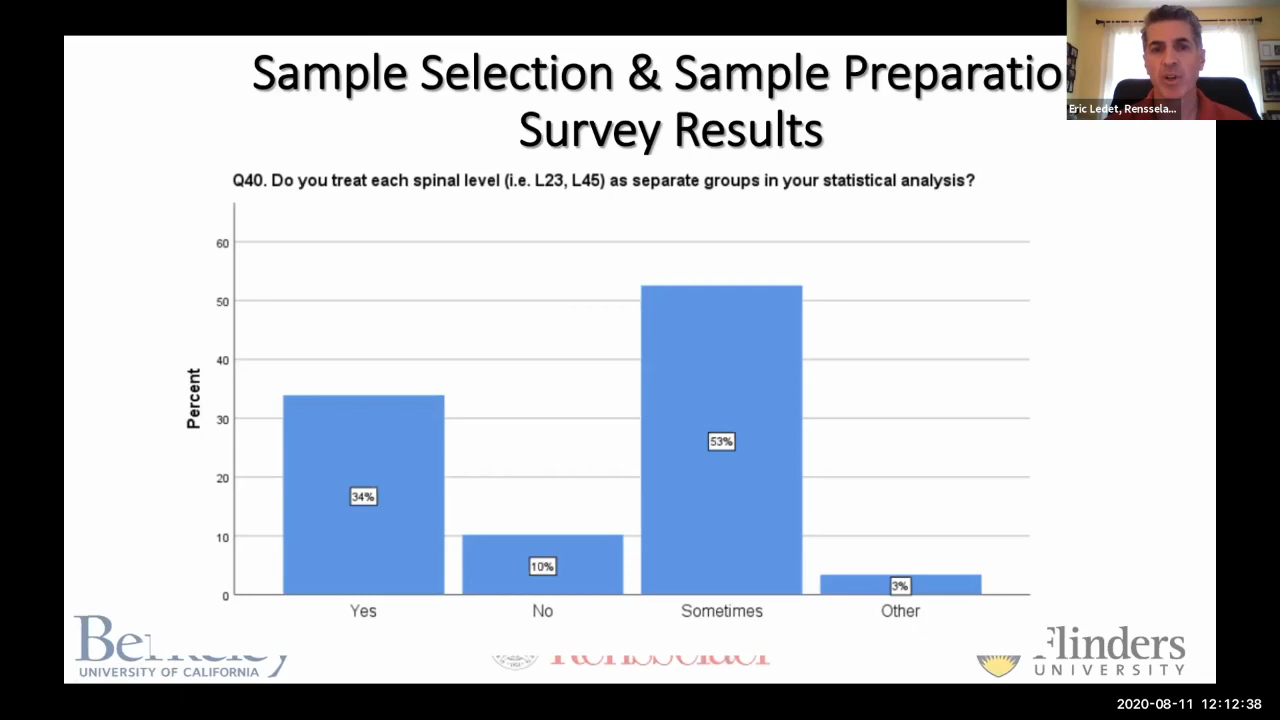 Sample Selection & Sample Preparatio
Survey Results
Eric Ledet, Renssela...
Q40. Do you treat each spinal level (i.e. L23, L45) as separate groups in your statistical analysis?
Percent
60
50
40
30
20
10
0
34%
10%
53%
3%
Yes
No
Sometimes
Other
Berkeley
UNIVERSITY OF CALIFORNIA
Rensselaer
Flinders
UNIVERSITY
2020-08-11 12:12:38